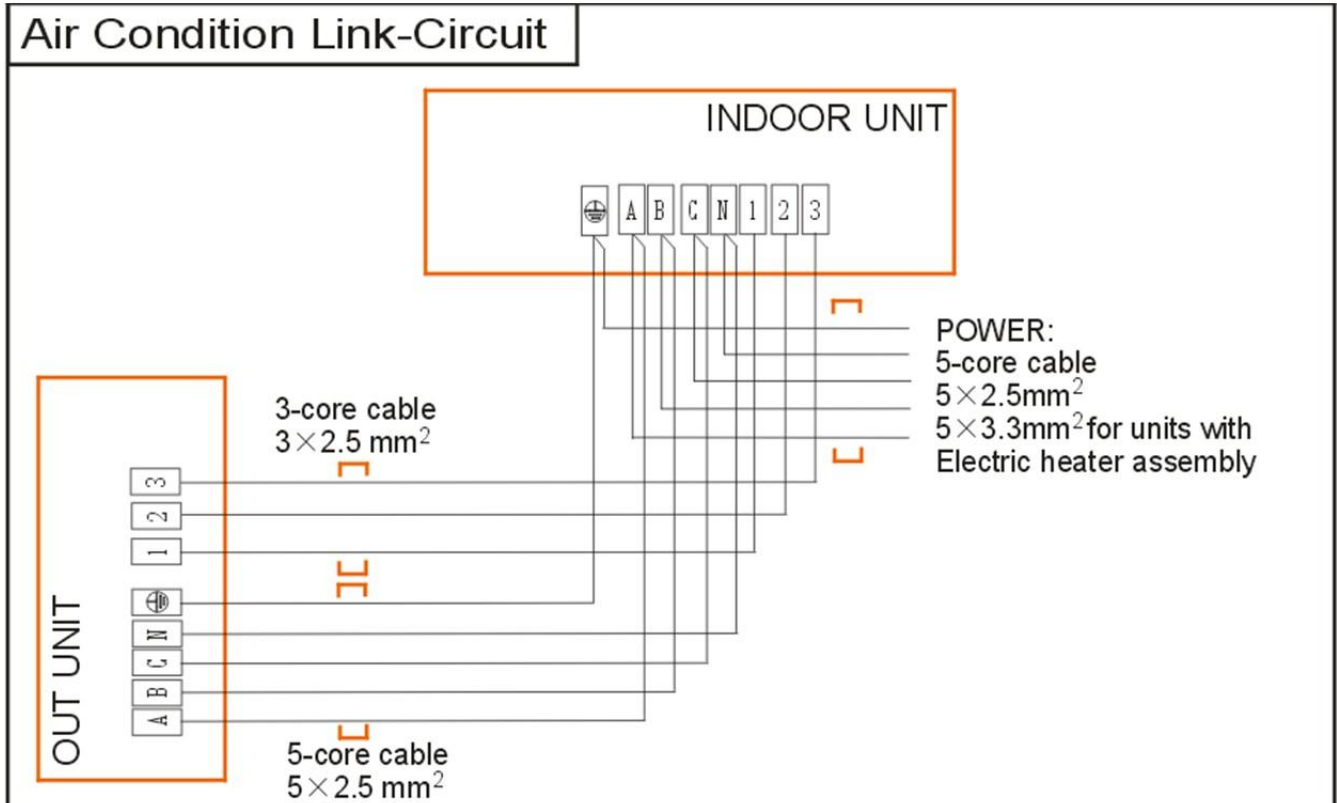 Air Condition Link-Circuit
INDOOR UNIT
A B C N 1 2 3
POWER:
5-core cable
5×2.5mm²
5×3.3mm² for units with
Electric heater assembly
3-core cable
3×2.5 mm²
3
2
1
N
C
B
A
OUT UNIT
5-core cable
5×2.5 mm²